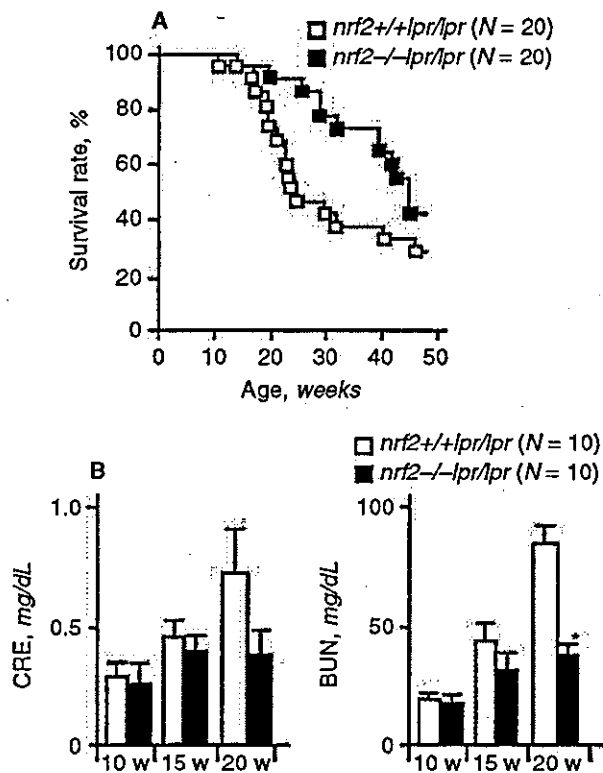 A
nrf2+/+lpr/lpr (N = 20)
nrf2–/–lpr/lpr (N = 20)
Survival rate, %
100
80
60
40
20
0
0 10 20 30 40 50
Age, weeks
B
nrf2+/+lpr/lpr (N = 10)
nrf2–/–lpr/lpr (N = 10)
CRE, mg/dL
1.0
0.5
0
10 w 15 w 20 w
BUN, mg/dL
100
50
0
*
10 w 15 w 20 w